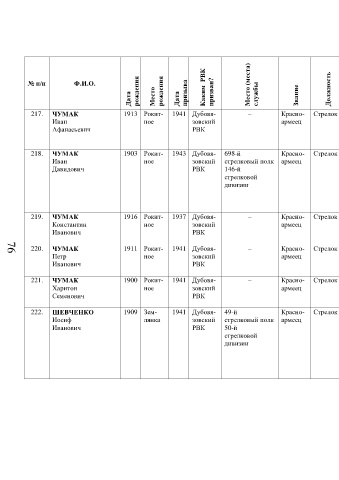 № п/п Ф.И.О. Дата рождения Место рождения Дата призыва Каким РВК призван? Место (места) службы Звание Должность
217. ЧУМАК 1913 Рокит- 1941 Дубовя- – Красно- Стрелок
Иван ное зовский армеец
Афанасьевич РВК
218. ЧУМАК 1903 Рокит- 1943 Дубовя- 698-й Красно- Стрелок
Иван ное зовский стрелковый полк армеец
Давидович РВК 146-й
стрелковой
дивизии
219. ЧУМАК 1916 Рокит- 1937 Дубовя- – Красно- Стрелок
Константин ное зовский армеец
Иванович РВК
76
220. ЧУМАК 1911 Рокит- 1941 Дубовя- – Красно- Стрелок
Петр ное зовский армеец
Иванович РВК
221. ЧУМАК 1900 Рокит- 1941 Дубовя- – Красно- Стрелок
Харитон ное зовский армеец
Семенович РВК
222. ШЕВЧЕНКО 1909 Зем- 1941 Дубовя- 49-й Красно- Стрелок
Иосиф лянка зовский стрелковый полк армеец
Иванович РВК 50-й
стрелковой
дивизии